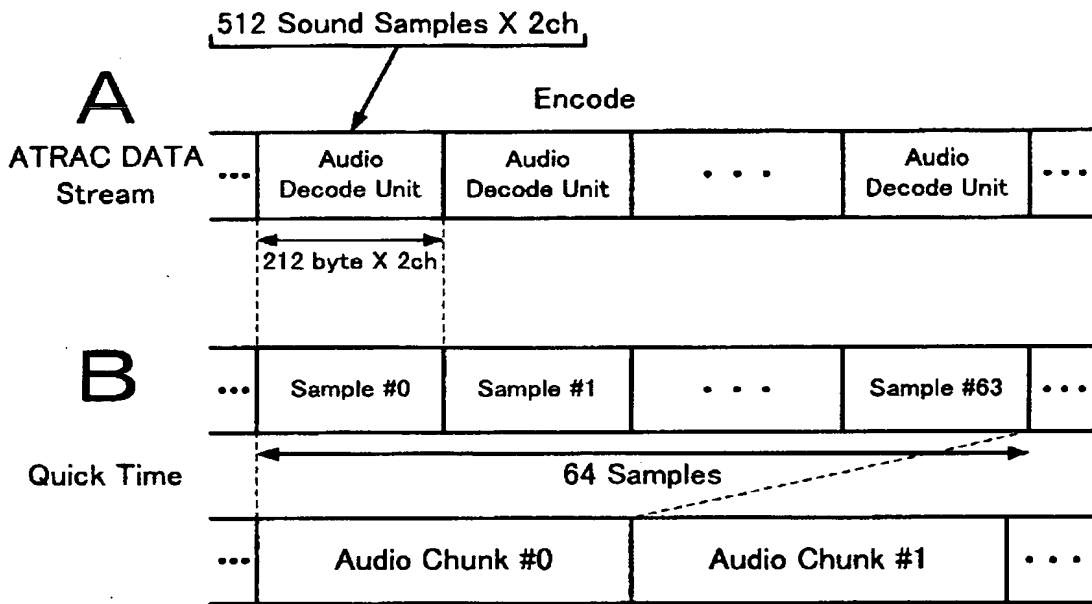 512 Sound Samples X 2ch
A
Encode
ATRAC DATA
Stream
... Audio Decode Unit Audio Decode Unit ... Audio Decode Unit ...
212 byte X 2ch
B
... Sample #0 Sample #1 ... Sample #63 ...
Quick Time
64 Samples
... Audio Chunk #0 Audio Chunk #1 ...